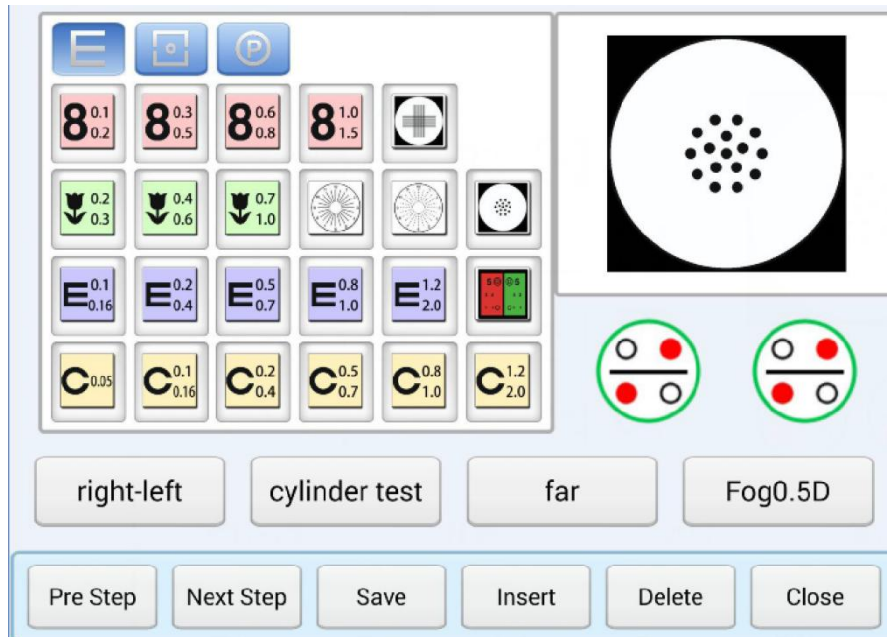 E P
8 0.1 0.2 8 0.3 0.5 8 0.6 0.8 8 1.0 1.5
0.2 0.3 0.4 0.6 0.7 1.0
E 0.1 0.16 E 0.2 0.4 E 0.5 0.7 E 0.8 1.0 E 1.2 2.0
C 0.05 C 0.1 0.16 C 0.2 0.4 C 0.5 0.7 C 0.8 1.0 C 1.2 2.0
right-left cylinder test far Fog0.5D
Pre Step Next Step Save Insert Delete Close